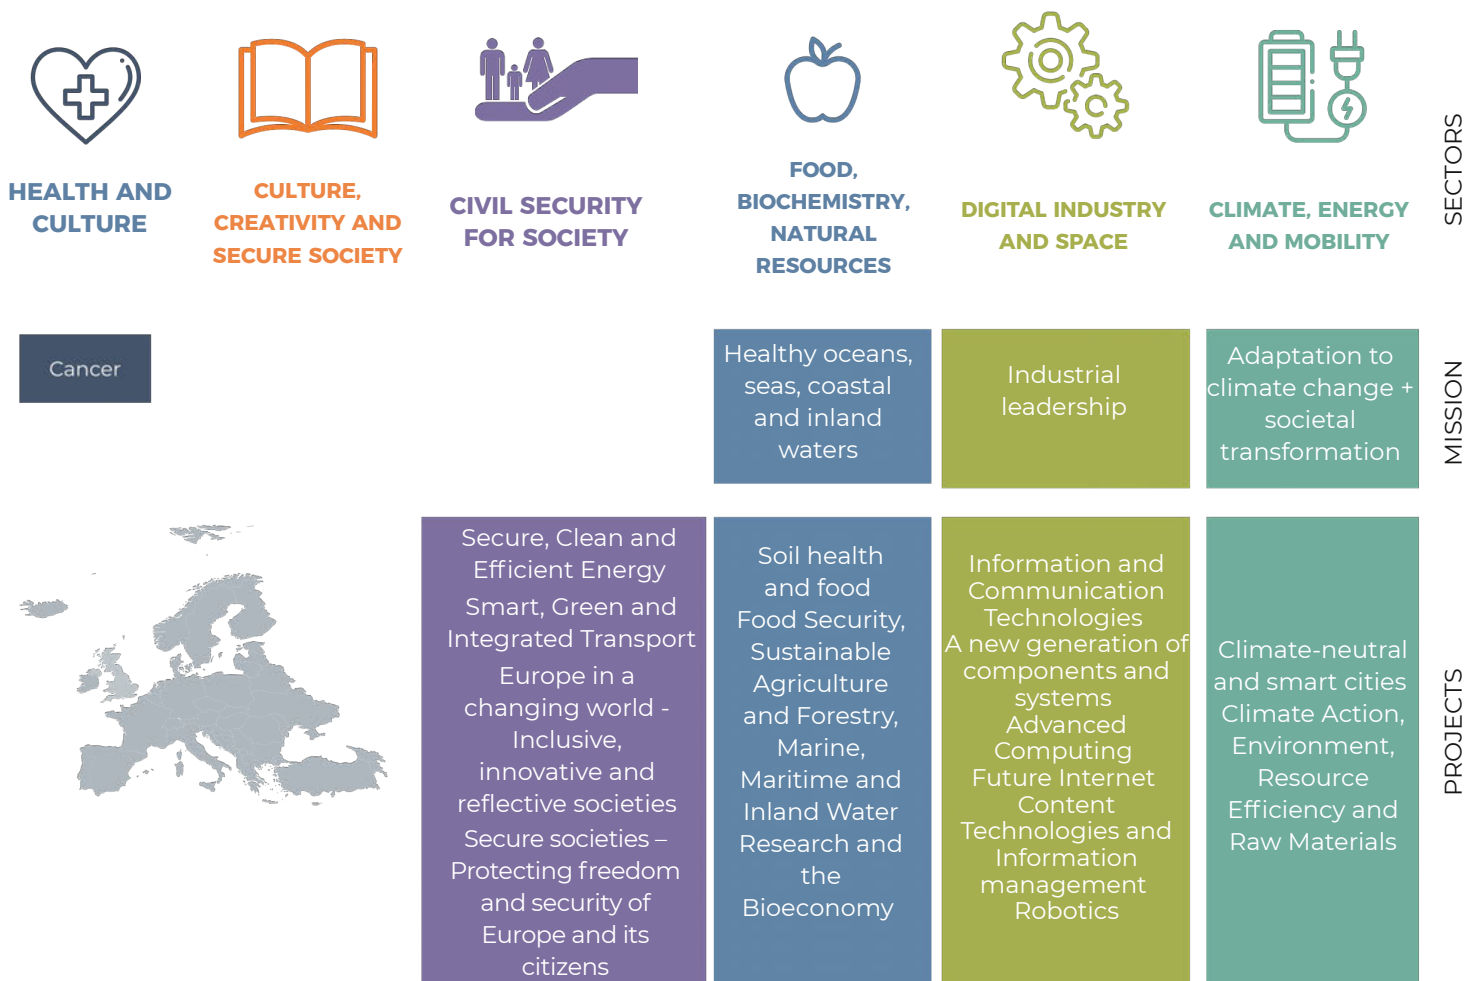 HEALTH AND
CULTURE
CULTURE,
CREATIVITY AND
SECURE SOCIETY
CIVIL SECURITY
FOR SOCIETY
FOOD,
BIOCHEMISTRY,
NATURAL
RESOURCES
DIGITAL INDUSTRY
AND SPACE
CLIMATE, ENERGY
AND MOBILITY
SECTORS
Cancer
Healthy oceans,
seas, coastal
and inland
waters
Industrial
leadership
Adaptation to
climate change +
societal
transformation
MISSION
Secure, Clean and
Efficient Energy
Smart, Green and
Integrated Transport
Europe in a
changing world -
Inclusive,
innovative and
reflective societies
Secure societies –
Protecting freedom
and security of
Europe and its
citizens
Soil health
and food
Food Security,
Sustainable
Agriculture
and Forestry,
Marine,
Maritime and
Inland Water
Research and
the
Bioeconomy
Information and
Communication
Technologies
A new generation of
components and
systems
Advanced
Computing
Future Internet
Content
Technologies and
Information
management
Robotics
Climate-neutral
and smart cities
Climate Action,
Environment,
Resource
Efficiency and
Raw Materials
PROJECTS